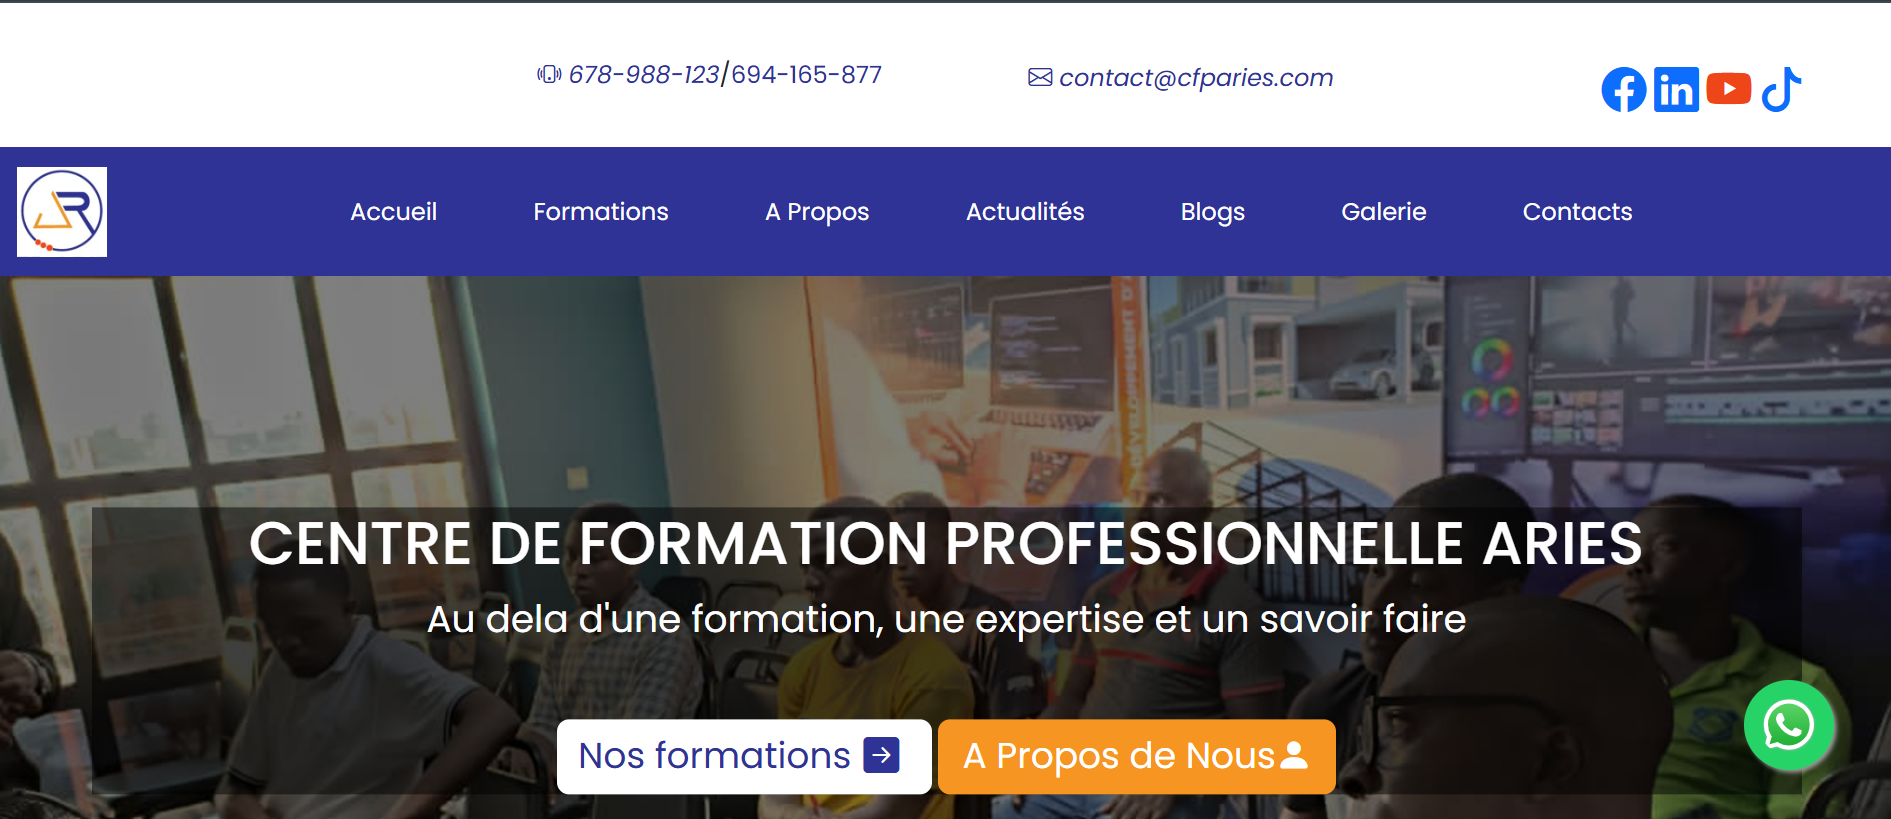 678-988-123/694-165-877
contact@cfparies.com
Accueil
Formations
A Propos
Actualités
Blogs
Galerie
Contacts
CENTRE DE FORMATION PROFESSIONNELLE ARIES
Au dela d'une formation, une expertise et un savoir faire
Nos formations
A Propos de Nous